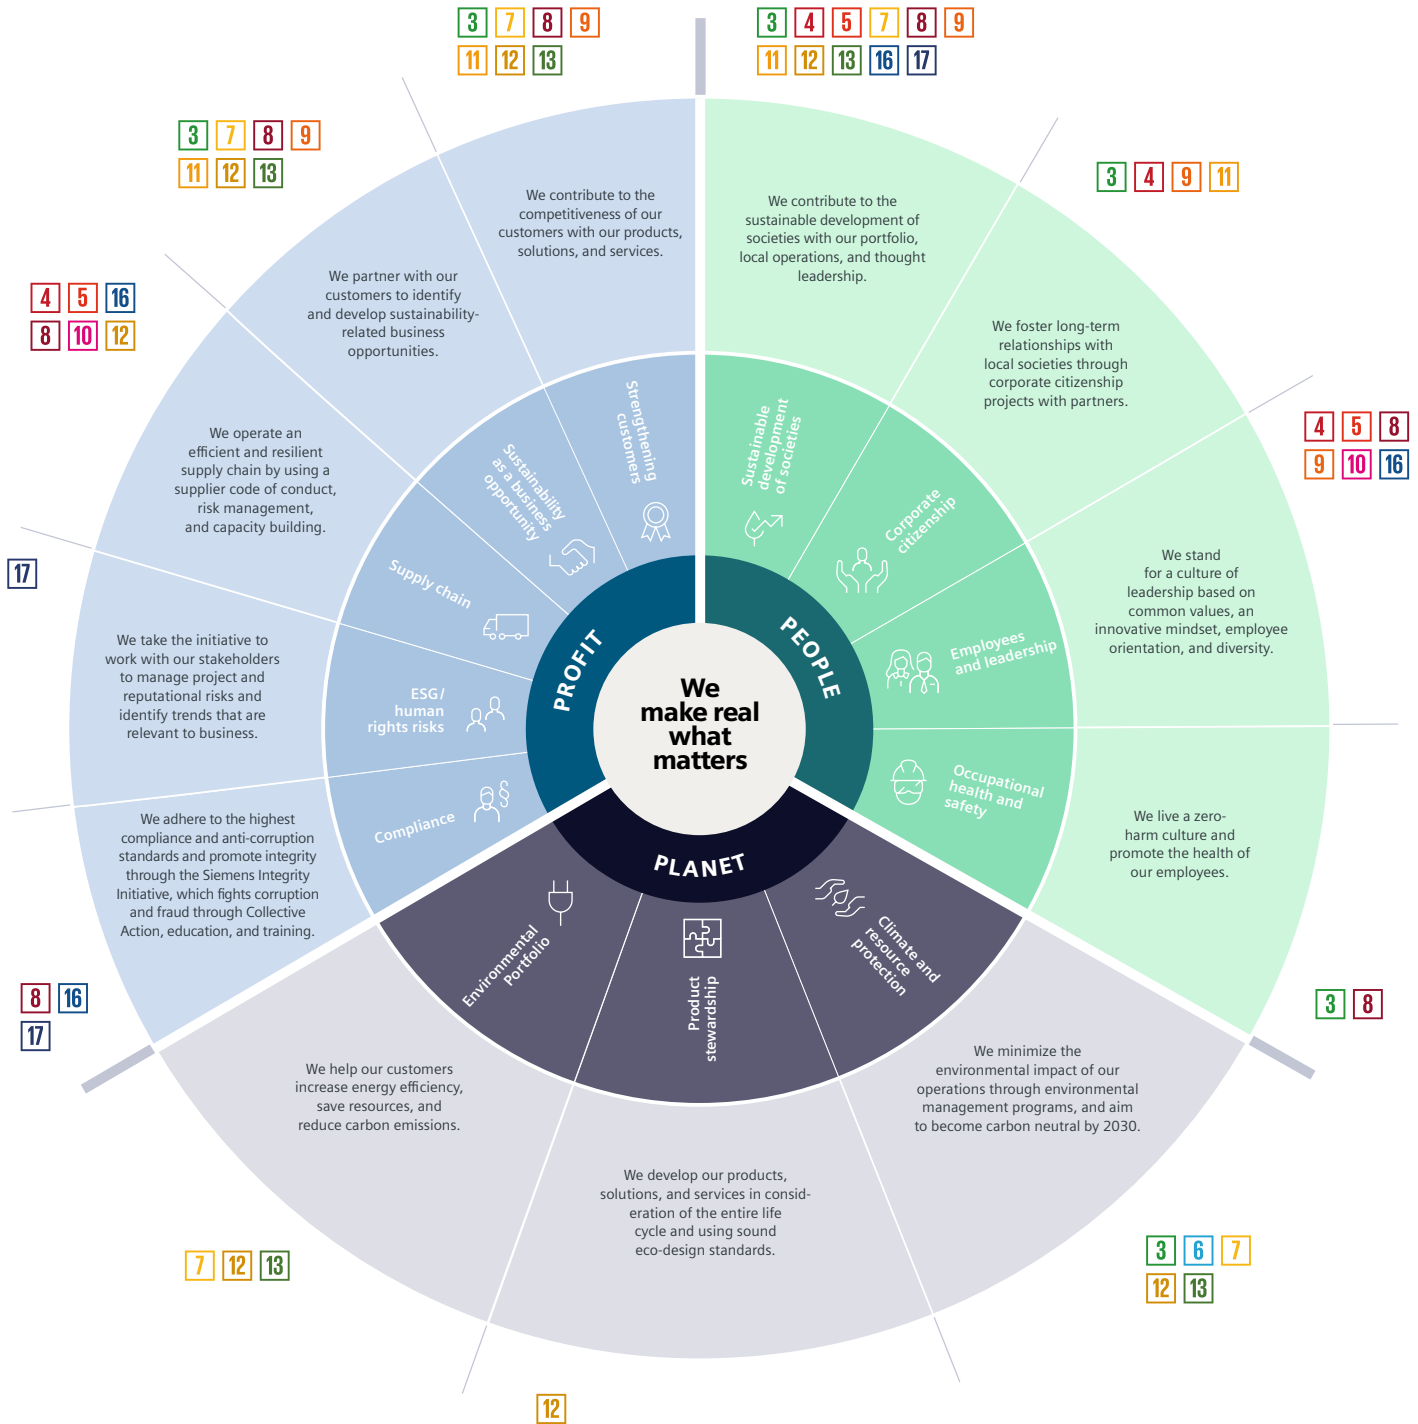 We
make real
what
matters
PROFIT
PEOPLE
PLANET
3 7 8 9
11 12 13
We contribute to the
competitiveness of our
customers with our products,
solutions, and services.
Strengthening
customers
3 7 8 9
11 12 13
We partner with our
customers to identify
and develop sustainability-
related business
opportunities.
Sustainability
as a business
opportunity
4 5 16
8 10 12
We operate an
efficient and resilient
supply chain by using a
supplier code of conduct,
risk management,
and capacity building.
Supply chain
17
We take the initiative to
work with our stakeholders
to manage project and
reputational risks and
identify trends that are
relevant to business.
ESG/
human
rights risks
We adhere to the highest
compliance and anti-corruption
standards and promote integrity
through the Siemens Integrity
Initiative, which fights corruption
and fraud through Collective
Action, education, and training.
Compliance
8 16
17
3 4 5 7 8 9
11 12 13 16 17
We contribute to the
sustainable development of
societies with our portfolio,
local operations, and thought
leadership.
Sustainable
development
of societies
3 4 9 11
We foster long-term
relationships with
local societies through
corporate citizenship
projects with partners.
Corporate
citizenship
4 5 8
9 10 16
We stand
for a culture of
leadership based on
common values, an
innovative mindset, employee
orientation, and diversity.
Employees
and leadership
We live a zero-
harm culture and
promote the health of
our employees.
Occupational
health and
safety
3 8
Climate and
resource
protection
We minimize the
environmental impact of our
operations through environmental
management programs, and aim
to become carbon neutral by 2030.
3 6 7
12 13
Product
stewardship
We develop our products,
solutions, and services in consid-
eration of the entire life
cycle and using sound
eco-design standards.
12
Environmental
Portfolio
We help our customers
increase energy efficiency,
save resources, and
reduce carbon emissions.
7 12 13